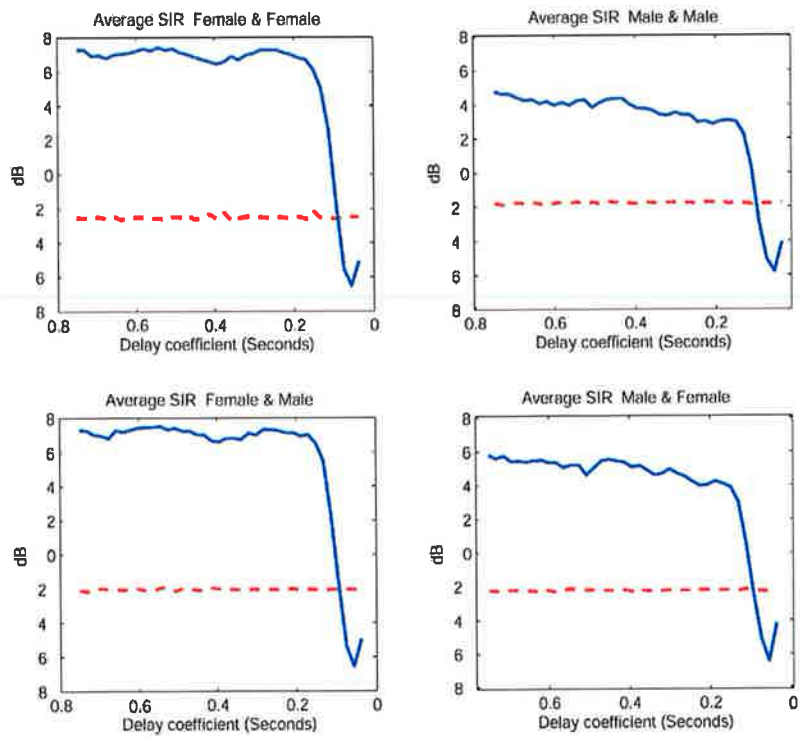 Average SIR Female & Female
8
6
4
2
0
2
4
6
8
dB
0.8 0.6 0.4 0.2 0
Delay coefficient (Seconds)
Average SIR Male & Male
8
6
4
2
0
2
4
6
8
dB
0.8 0.6 0.4 0.2
Delay coefficient (Seconds)
Average SIR Female & Male
8
6
4
2
0
2
4
6
8
dB
0.8 0.6 0.4 0.2 0
Delay coefficient (Seconds)
Average SIR Male & Female
8
6
4
2
0
2
4
6
8
dB
0.6 0.4 0.2 0
Delay coefficient (Seconds)